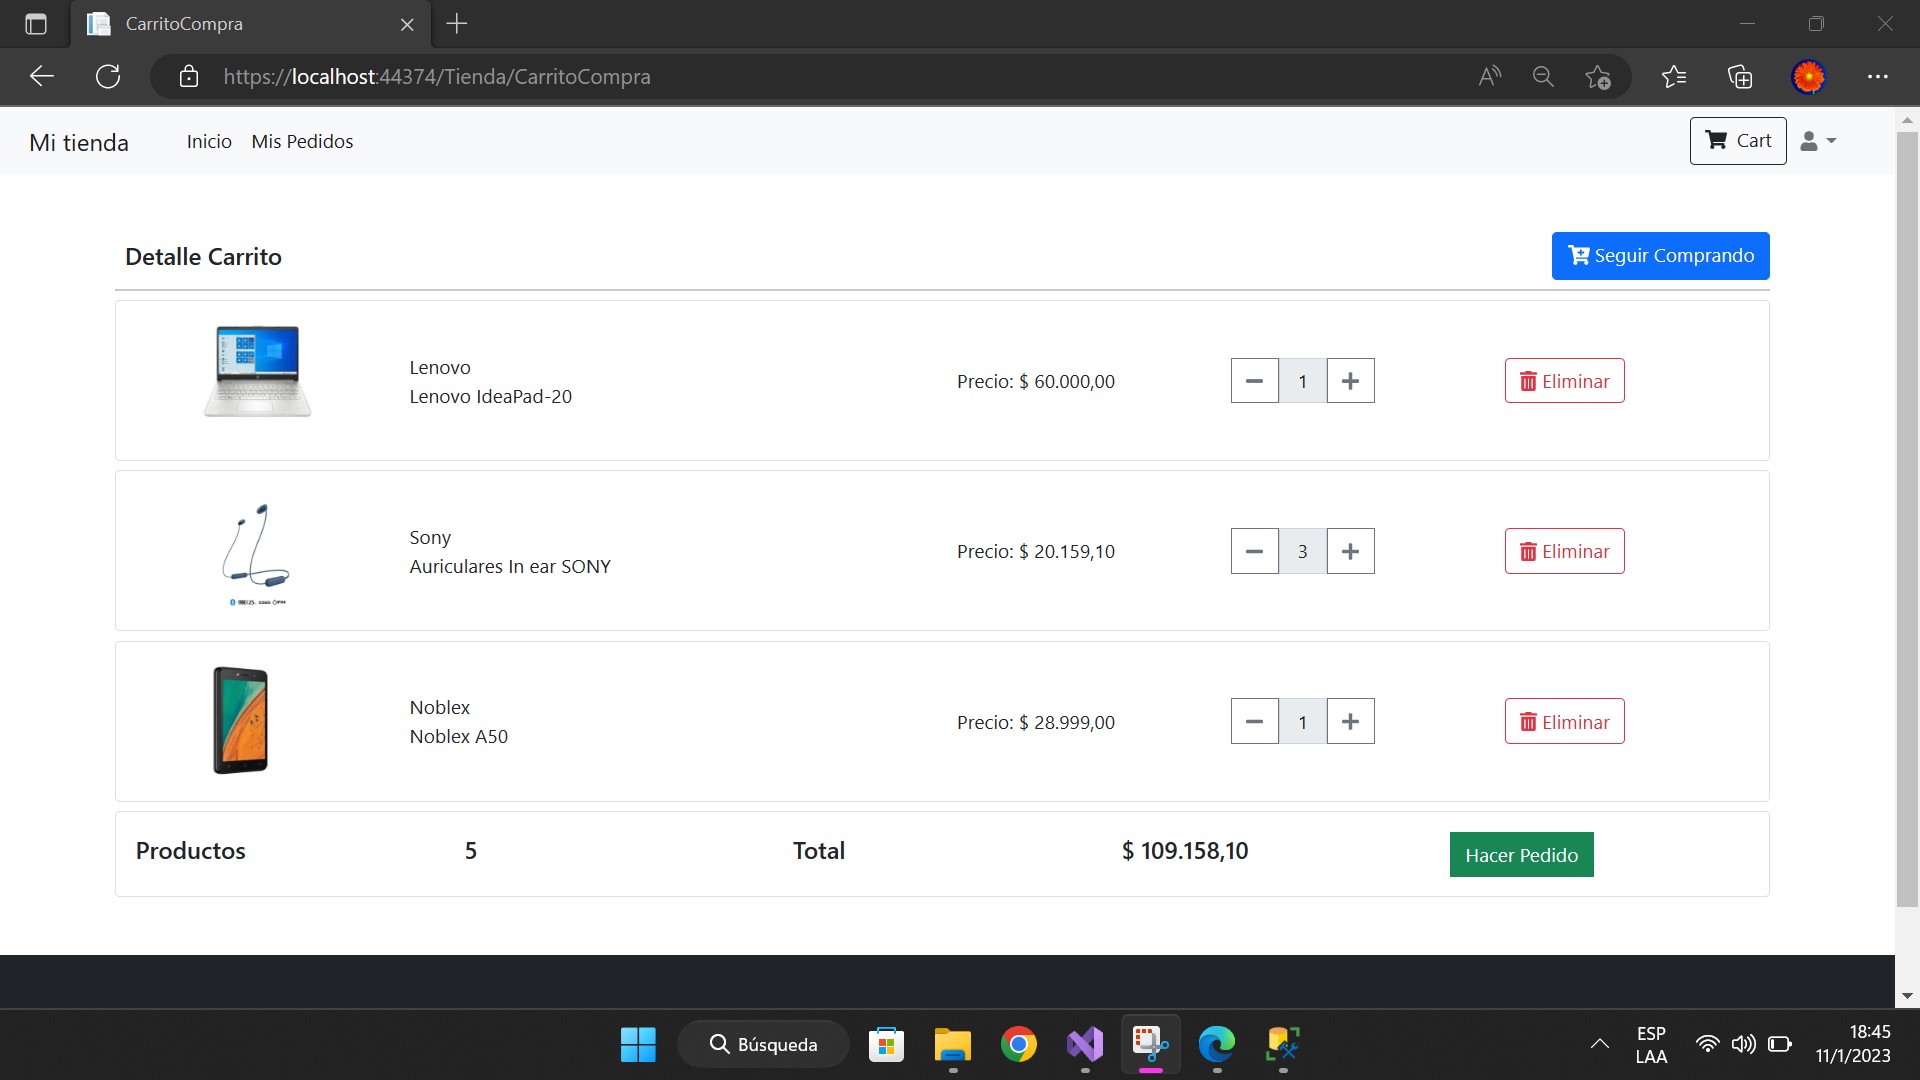 CarritoCompra
https://localhost:44374/Tienda/CarritoCompra
Mi tienda
Inicio
Mis Pedidos
Cart
Detalle Carrito
Seguir Comprando
Lenovo
Lenovo IdeaPad-20
Precio: $ 60.000,00
1
Eliminar
Sony
Auriculares In ear SONY
Precio: $ 20.159,10
3
Eliminar
Noblex
Noblex A50
Precio: $ 28.999,00
1
Eliminar
Productos
5
Total
$ 109.158,10
Hacer Pedido
Búsqueda
ESP
LAA
18:45
11/1/2023